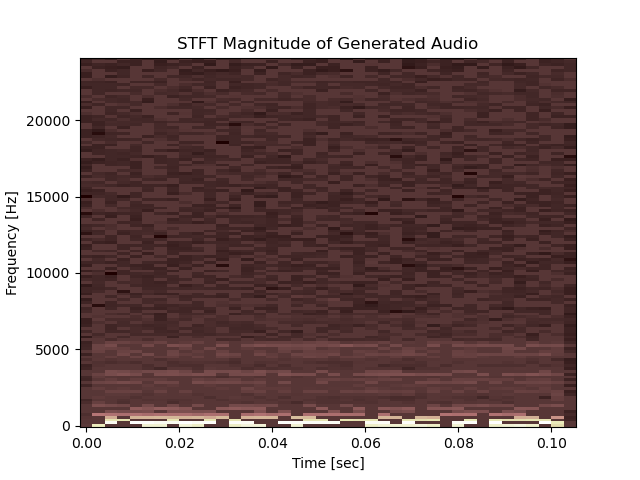 STFT Magnitude of Generated Audio
20000
15000
10000
5000
0
Frequency [Hz]
0.00 0.02 0.04 0.06 0.08 0.10
Time [sec]